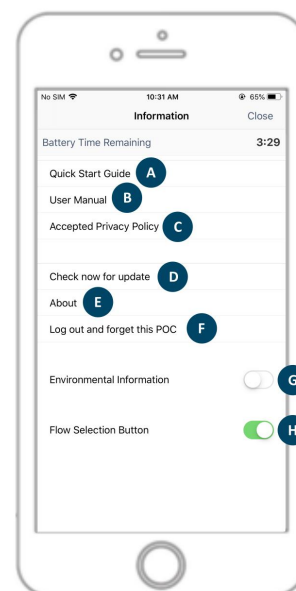 No SIM 10:31 AM 65%
Information Close
Battery Time Remaining 3:29
Quick Start Guide A
User Manual B
Accepted Privacy Policy C
Check now for update D
About E
Log out and forget this POC F
Environmental Information G
Flow Selection Button H